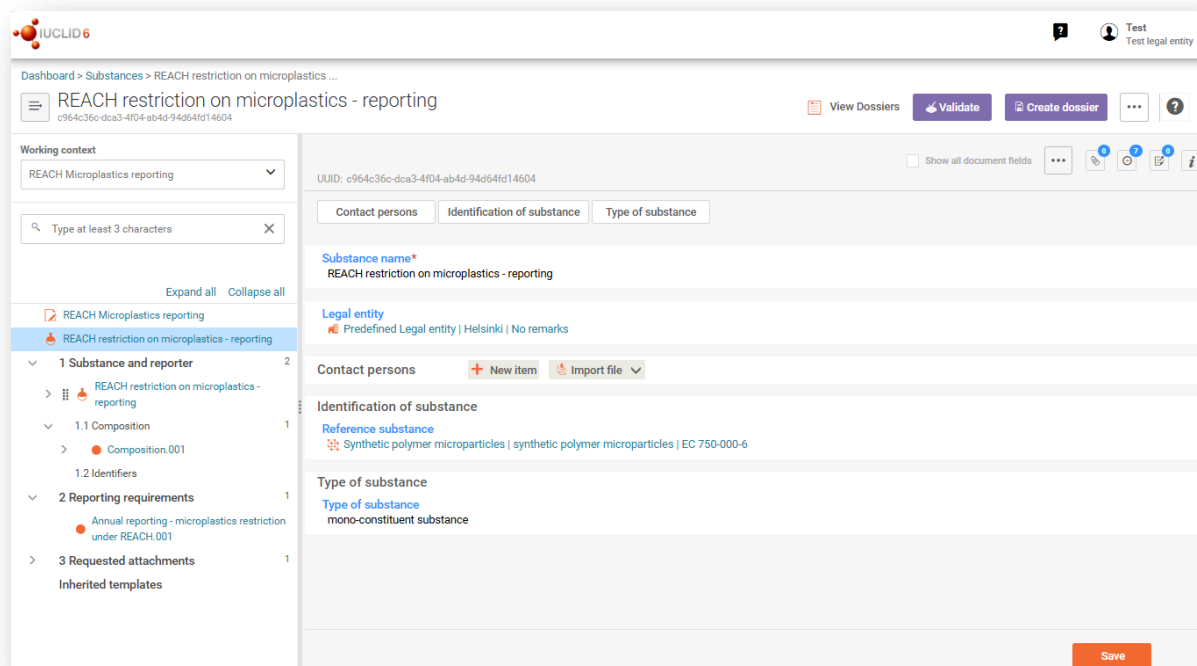 IUCLID 6
?
Test
Test legal entity
Dashboard > Substances > REACH restriction on microplastics ...
REACH restriction on microplastics - reporting
c964c36c-dca3-4f04-ab4d-94d64fd14604
View Dossiers
Validate
Create dossier
?
Working context
REACH Microplastics reporting
Type at least 3 characters
Expand all Collapse all
REACH Microplastics reporting
REACH restriction on microplastics - reporting
1 Substance and reporter 2
REACH restriction on microplastics -
reporting
1.1 Composition 1
Composition.001
1.2 Identifiers
2 Reporting requirements 1
Annual reporting - microplastics restriction
under REACH.001
3 Requested attachments 1
Inherited templates
Show all document fields
0
7
0
i
UUID: c964c36c-dca3-4f04-ab4d-94d64fd14604
Contact persons
Identification of substance
Type of substance
Substance name*
REACH restriction on microplastics - reporting
Legal entity
Predefined Legal entity | Helsinki | No remarks
Contact persons
New item
Import file
Identification of substance
Reference substance
Synthetic polymer microparticles | synthetic polymer microparticles | EC 750-000-6
Type of substance
Type of substance
mono-constituent substance
Save